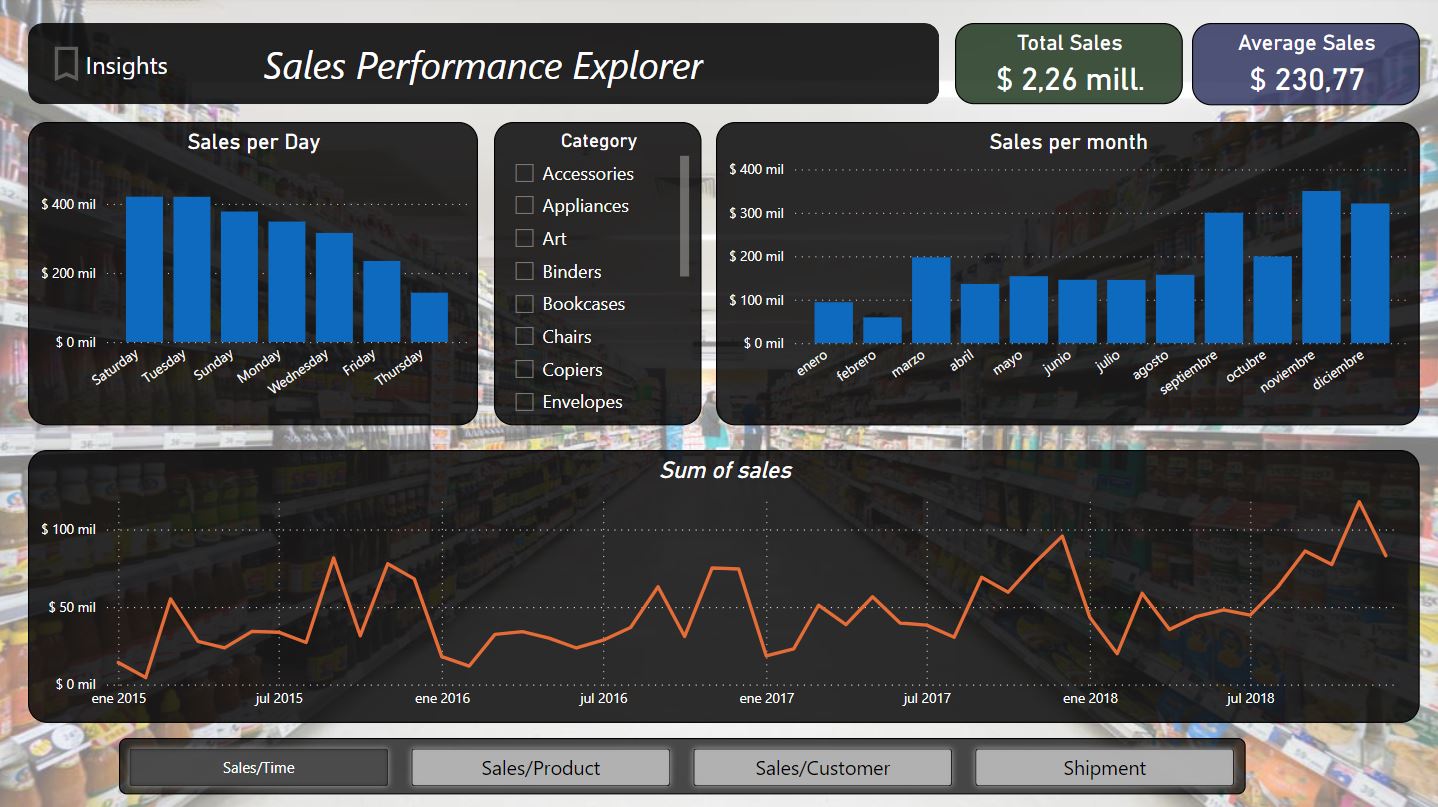 Insights
Sales Performance Explorer
Total Sales
$ 2,26 mill.
Average Sales
$ 230,77
Sales per Day
$ 400 mil
$ 200 mil
$ 0 mil
Saturday
Tuesday
Sunday
Monday
Wednesday
Friday
Thursday
Category
Accessories
Appliances
Art
Binders
Bookcases
Chairs
Copiers
Envelopes
Sales per month
$ 400 mil
$ 300 mil
$ 200 mil
$ 100 mil
$ 0 mil
enero
febrero
marzo
abril
mayo
junio
julio
agosto
septiembre
octubre
noviembre
diciembre
Sum of sales
$ 100 mil
$ 50 mil
$ 0 mil
ene 2015
jul 2015
ene 2016
jul 2016
ene 2017
jul 2017
ene 2018
jul 2018
Sales/Time
Sales/Product
Sales/Customer
Shipment